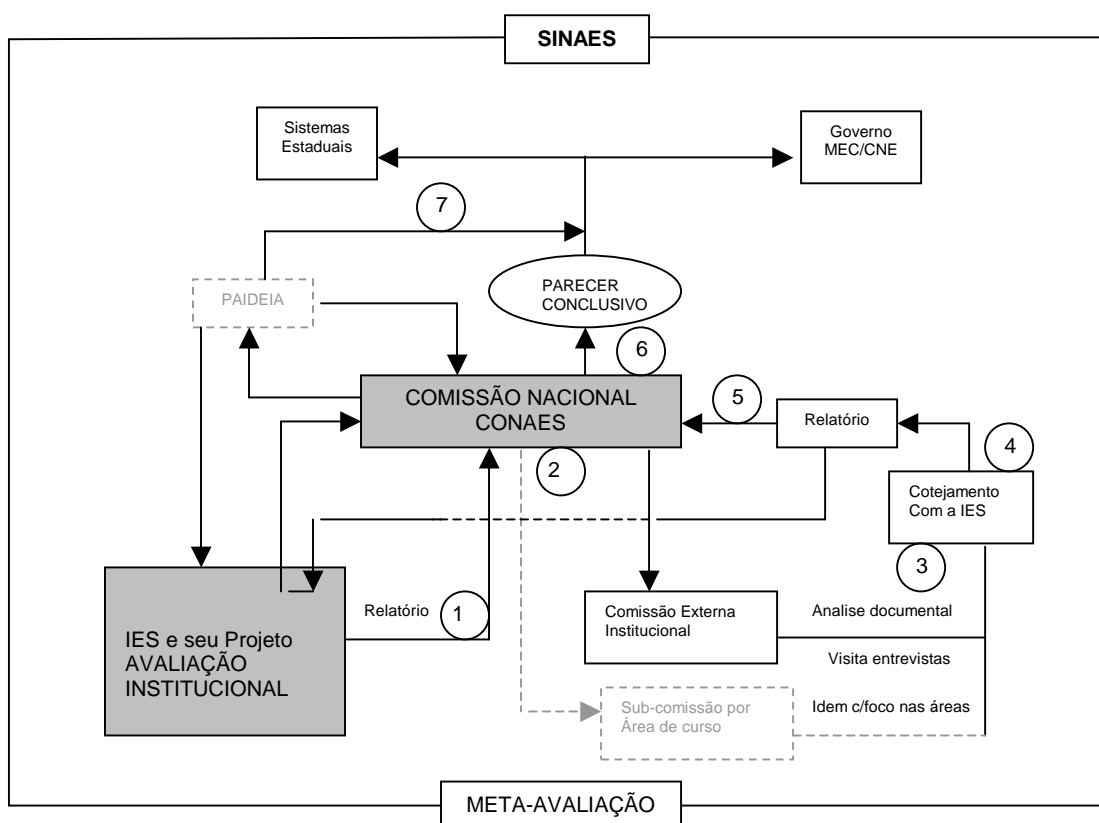 SINAES
Sistemas
Estaduais
Governo
MEC/CNE
7
PAIDEIA
PARECER
CONCLUSIVO
6
COMISSÃO NACIONAL
CONAES
5
Relatório
4
2
Cotejamento
Com a IES
3
IES e seu Projeto
AVALIAÇÃO
INSTITUCIONAL
Relatório
1
Comissão Externa
Institucional
Analise documental
Visita entrevistas
Sub-comissão por
Área de curso
Idem c/foco nas áreas
META-AVALIAÇÃO